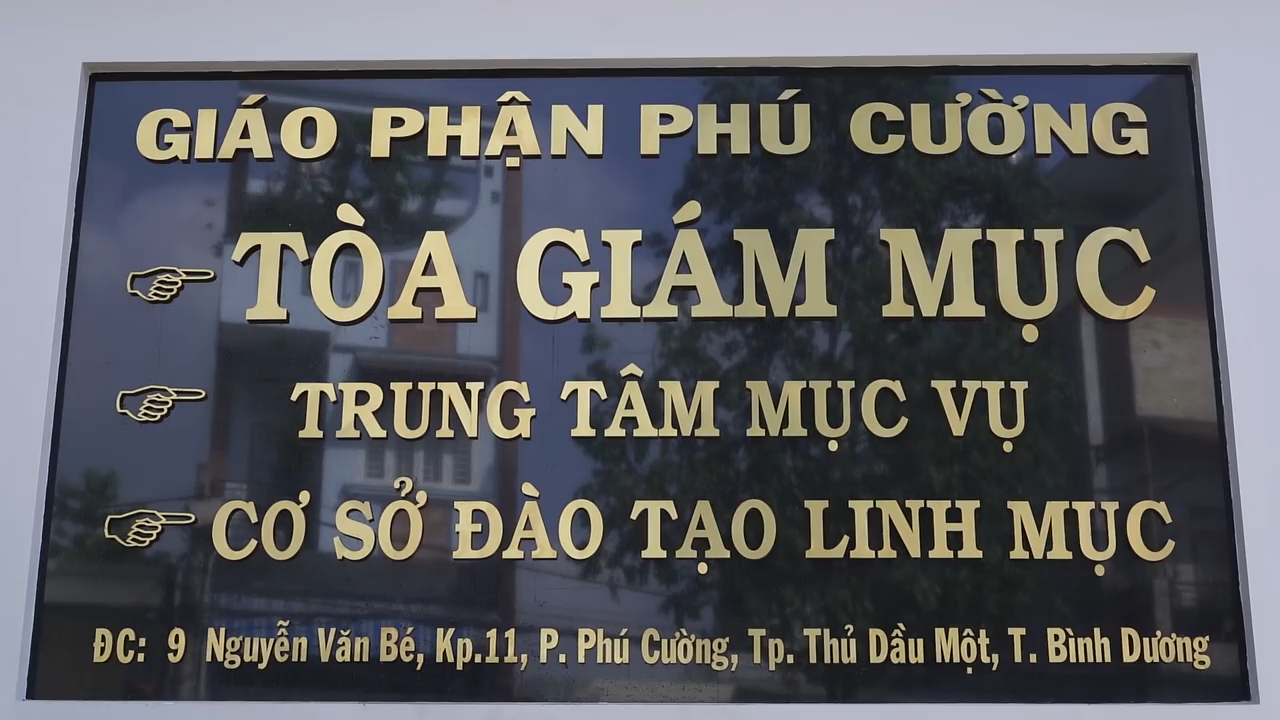 GIÁO PHẬN PHÚ CƯỜNG
TÒA GIÁM MỤC
TRUNG TÂM MỤC VỤ
CƠ SỞ ĐÀO TẠO LINH MỤC
ĐC: 9 Nguyễn Văn Bé, Kp.11, P. Phú Cường, Tp. Thủ Dầu Một, T. Bình Dương